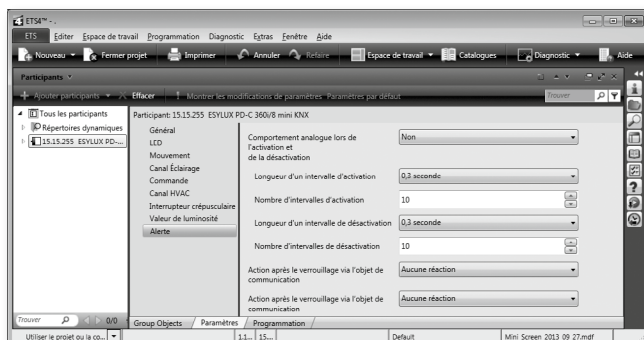 ETS4™ - .
ETS Editer Espace de travail Programmation Diagnostic Extras Fenêtre Aide
Nouveau Fermer projet Imprimer Annuler Refaire Espace de travail Catalogues Diagnostic Aide
Participants
Ajouter participants Effacer Montrer les modifications de paramètres Paramètres par défaut Trouver
Tous les participants
Répertoires dynamiques
15.15.255 ESYLUX PD-...
Participant: 15.15.255 ESYLUX PD-C 360i/8 mini KNX
Général
LED
Mouvement
Canal Éclairage
Commande
Canal HVAC
Interrupteur crépusculaire
Valeur de luminosité
Alerte
Comportement analogue lors de l'activation et
de la désactivation
Non
Longueur d'un intervalle d'activation
0,3 seconde
Nombre d'intervalles d'activation
10
Longueur d'un intervalle de désactivation
0,3 seconde
Nombre d'intervalles de désactivation
10
Action après le verrouillage via l'objet de
communication
Aucune réaction
Action après le verrouillage via l'objet de
communication
Aucune réaction
Trouver 0/0
Group Objects Paramètres Programmation
Utiliser le projet ou la co... 1.1... 15... Default Mini_Screen_2013_09_27.mdf